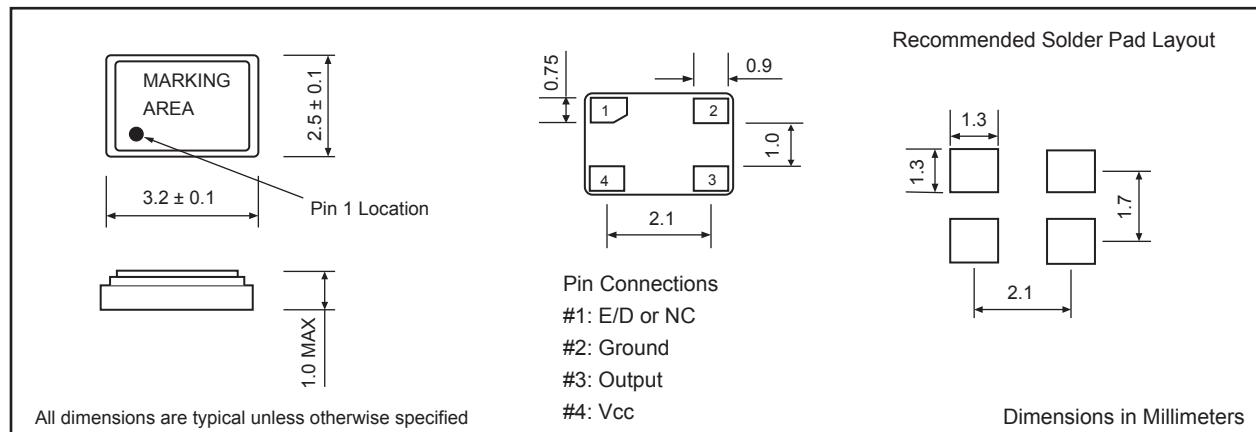 MARKING
AREA
2.5 ± 0.1
3.2 ± 0.1
Pin 1 Location
1.0 MAX
All dimensions are typical unless otherwise specified
0.75
0.9
1
2
1.0
4
3
2.1
Pin Connections
#1: E/D or NC
#2: Ground
#3: Output
#4: Vcc
Recommended Solder Pad Layout
1.3
1.3
1.7
2.1
Dimensions in Millimeters